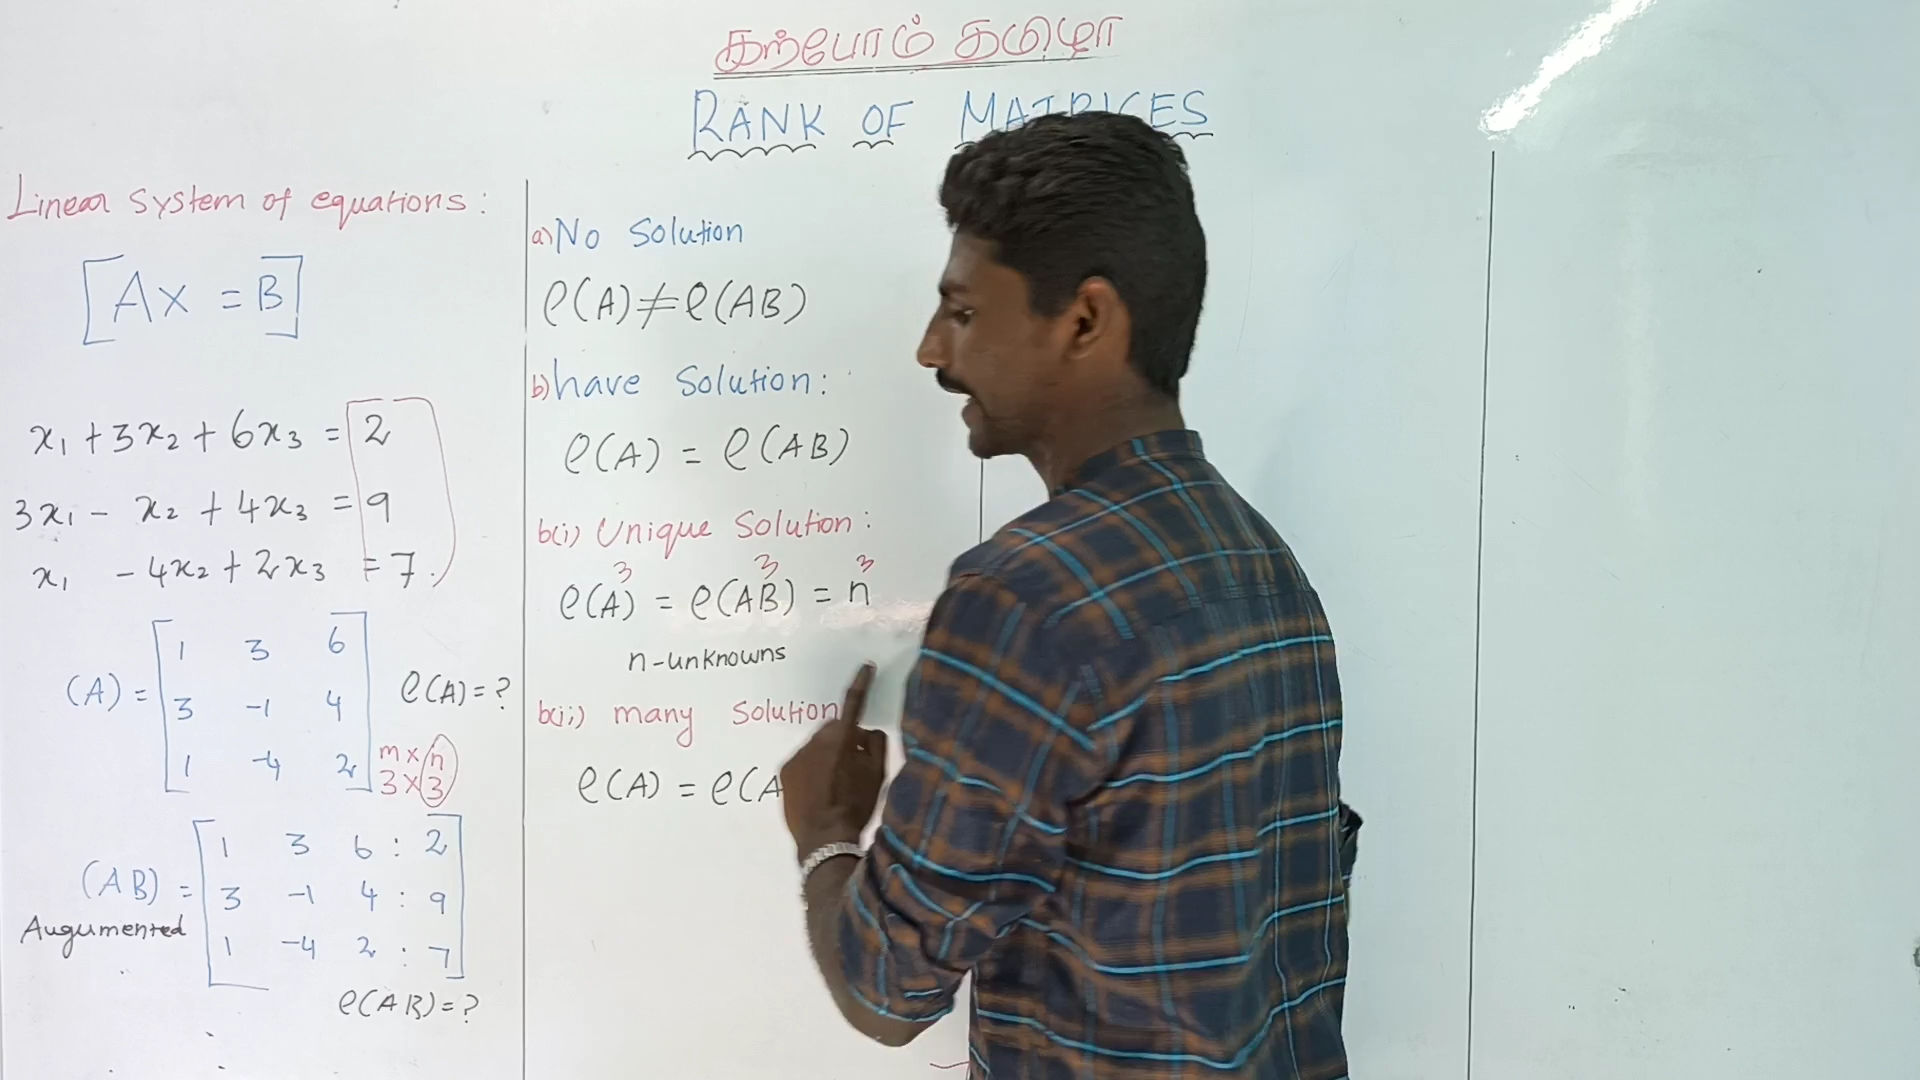 கற்போம் தமிழா
RANK OF MATRICES
Linear System of equations:
[Ax = B]
x₁ + 3x₂ + 6x₃ = 2
3x₁ - x₂ + 4x₃ = 9
x₁ - 4x₂ + 2x₃ = 7
(A) = [1 3 6
3 -1 4
1 -4 2]
ρ(A) = ?
m × n
3 × 3
(AB) = [1 3 6 : 2
3 -1 4 : 9
1 -4 2 : 7]
Augumented
ρ(AB) = ?
a) No Solution
ρ(A) ≠ ρ(AB)
b) have Solution:
ρ(A) = ρ(AB)
b(i) Unique Solution:
3 3 3
ρ(A) = ρ(AB) = n
n-unknowns
b(ii) many Solution
ρ(A) = ρ(A